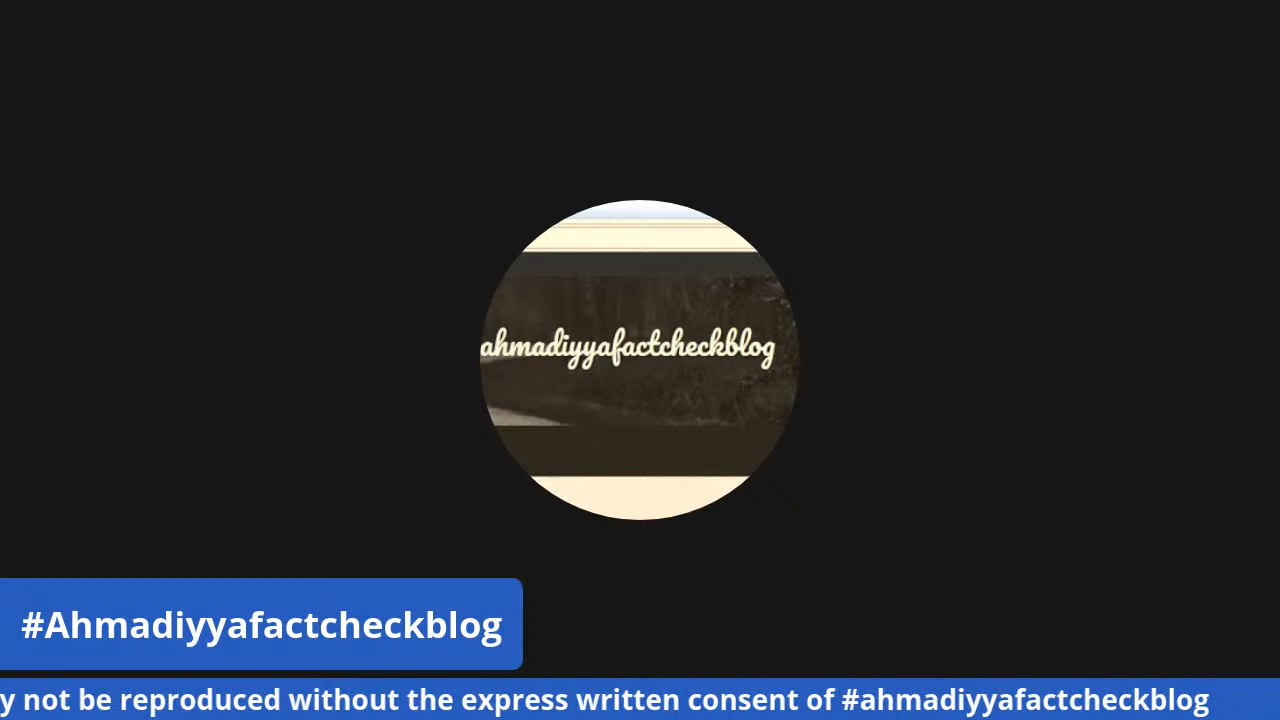 ahmadiyyafactcheckblog
#Ahmadiyyafactcheckblog
y not be reproduced without the express written consent of #ahmadiyyafactcheckblog